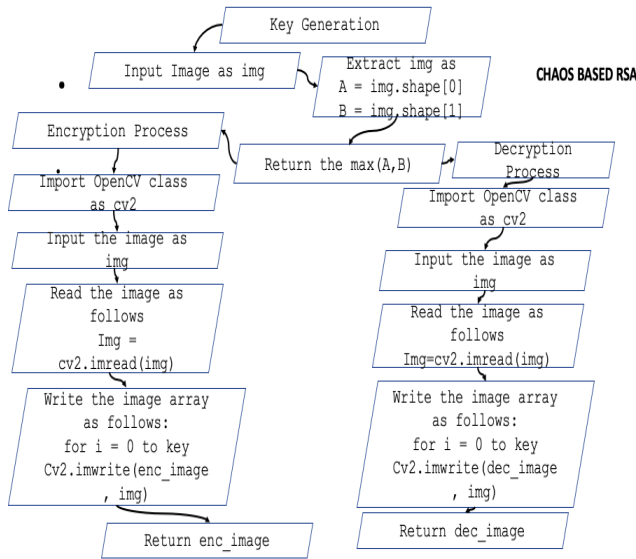 Key Generation
Input Image as img
Extract img as
A = img.shape[0]
B = img.shape[1]
CHAOS BASED RSA
Return the max(A,B)
Encryption Process
Import OpenCV class
as cv2
Input the image as
img
Read the image as
follows
Img =
cv2.imread(img)
Write the image array
as follows:
for i = 0 to key
Cv2.imwrite(enc_image
, img)
Return enc_image
Decryption
Process
Import OpenCV class
as cv2
Input the image as
img
Read the image as
follows
Img=cv2.imread(img)
Write the image array
as follows:
for i = 0 to key
Cv2.imwrite(dec_image
, img)
Return dec_image